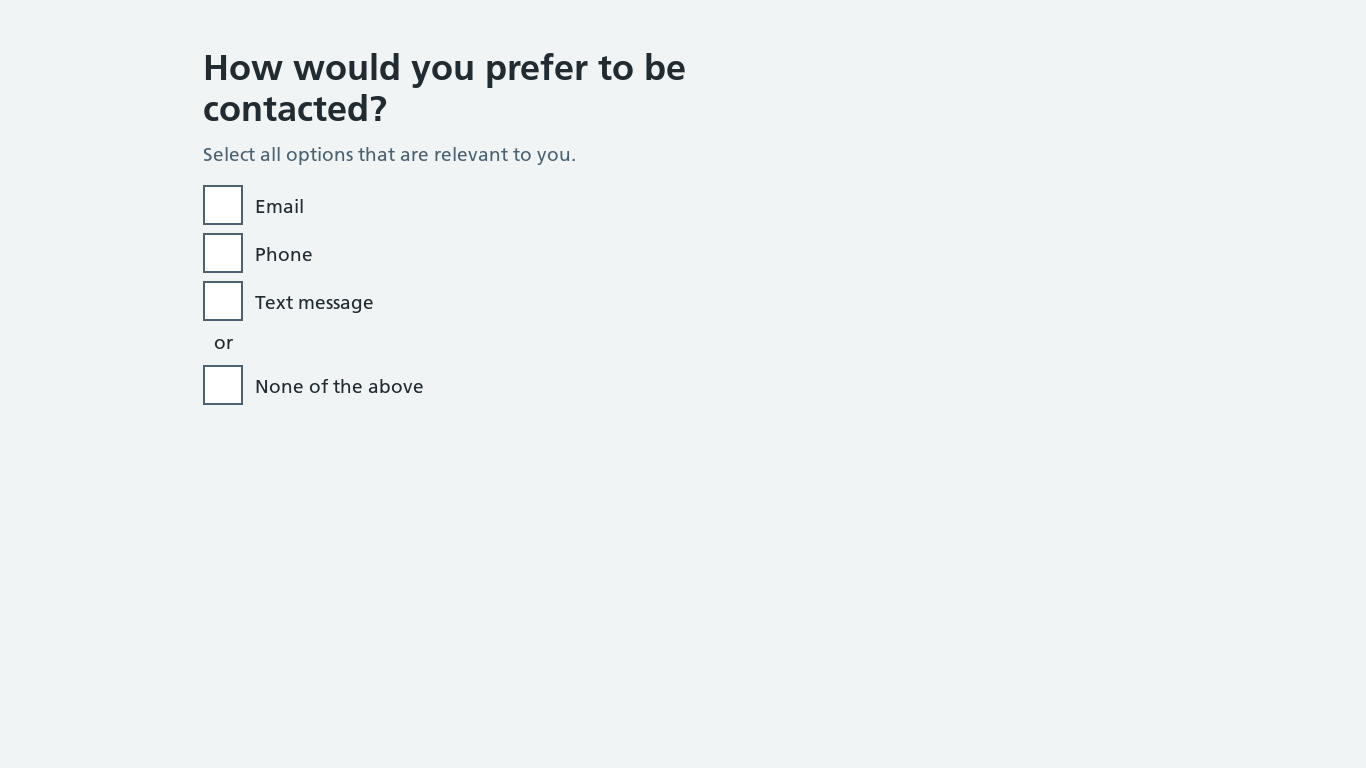 How would you prefer to be
contacted?
Select all options that are relevant to you.
Email
Phone
Text message
or
None of the above